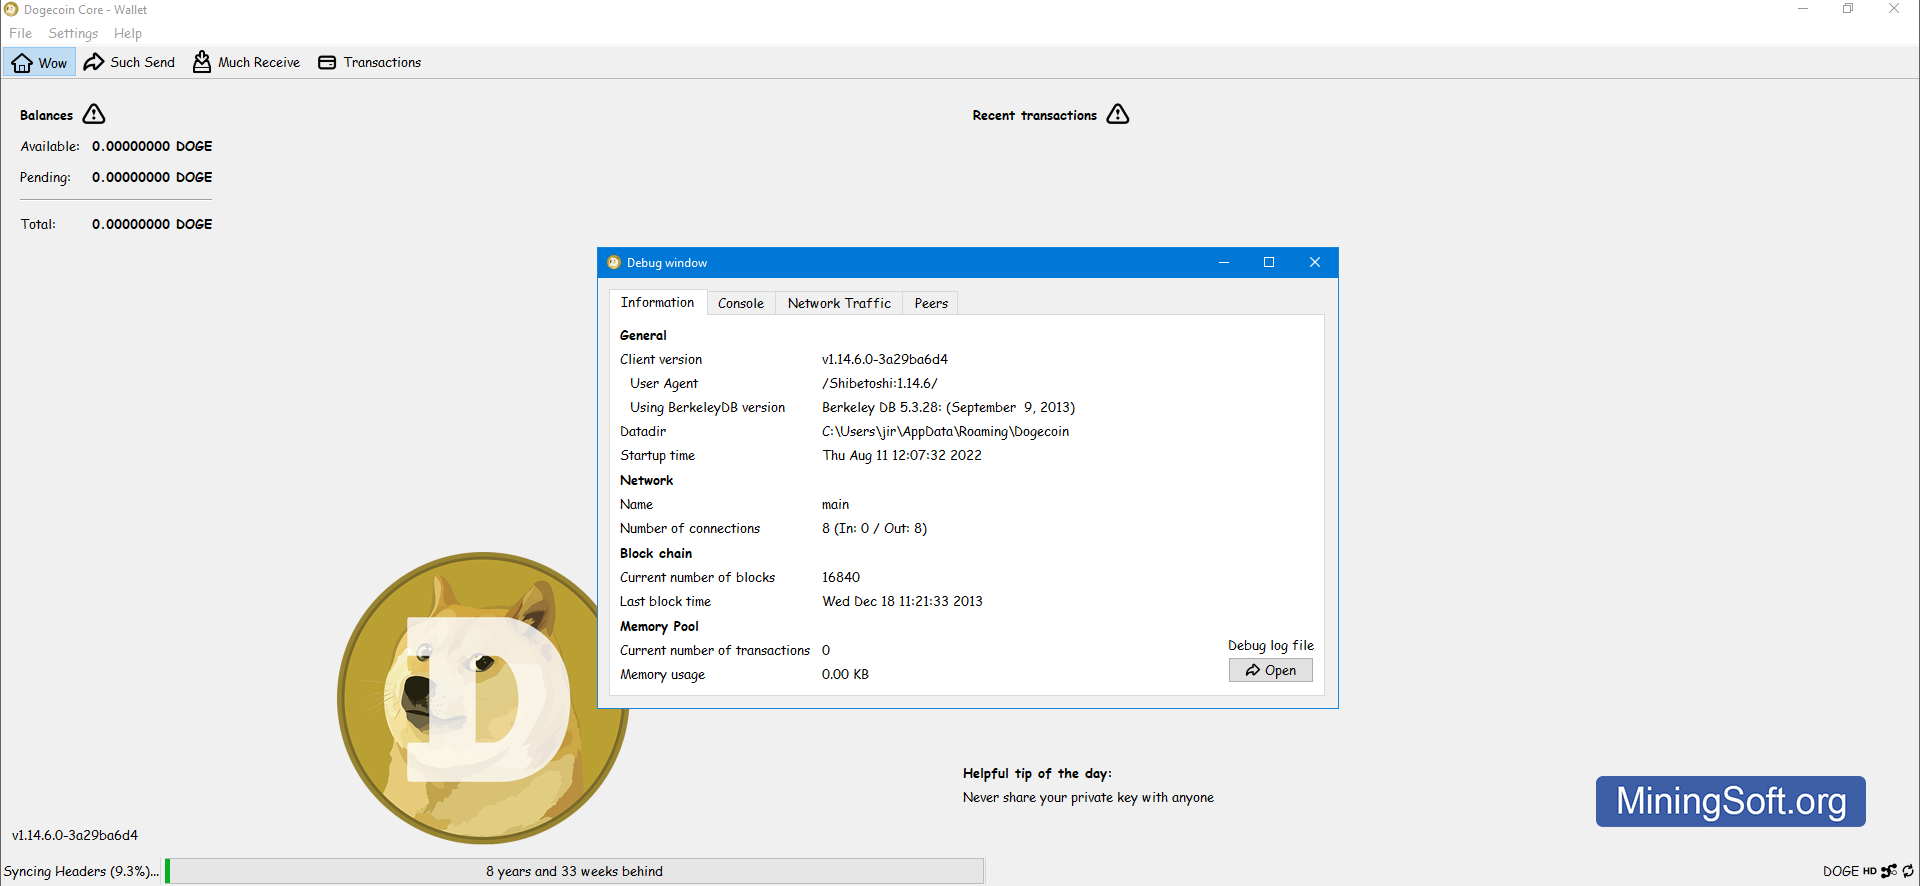 Dogecoin Core - Wallet
File Settings Help
Wow Such Send Much Receive Transactions
Balances
Available: 0.00000000 DOGE
Pending: 0.00000000 DOGE
Total: 0.00000000 DOGE
Recent transactions
Debug window
Information Console Network Traffic Peers
General
Client version v1.14.6.0-3a29ba6d4
User Agent /Shibetoshi:1.14.6/
Using BerkeleyDB version Berkeley DB 5.3.28: (September  9, 2013)
Datadir C:\Users\jir\AppData\Roaming\Dogecoin
Startup time Thu Aug 11 12:07:32 2022
Network
Name main
Number of connections 8 (In: 0 / Out: 8)
Block chain
Current number of blocks 16840
Last block time Wed Dec 18 11:21:33 2013
Memory Pool
Current number of transactions 0
Memory usage 0.00 KB
Debug log file
Open
D
Helpful tip of the day:
Never share your private key with anyone
MiningSoft.org
v1.14.6.0-3a29ba6d4
Syncing Headers (9.3%)... 8 years and 33 weeks behind DOGE HD